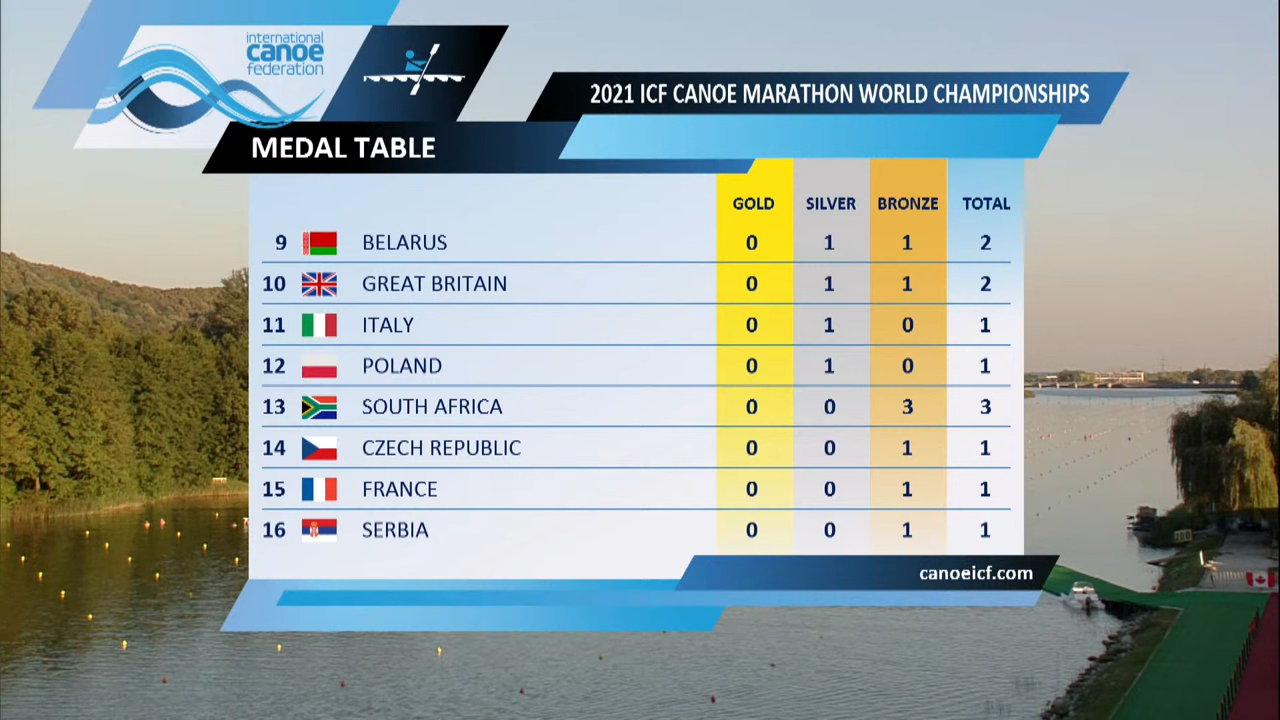 international
canoe
federation
2021 ICF CANOE MARATHON WORLD CHAMPIONSHIPS
MEDAL TABLE
GOLD SILVER BRONZE TOTAL
9 BELARUS 0 1 1 2
10 GREAT BRITAIN 0 1 1 2
11 ITALY 0 1 0 1
12 POLAND 0 1 0 1
13 SOUTH AFRICA 0 0 3 3
14 CZECH REPUBLIC 0 0 1 1
15 FRANCE 0 0 1 1
16 SERBIA 0 0 1 1
canoeicf.com